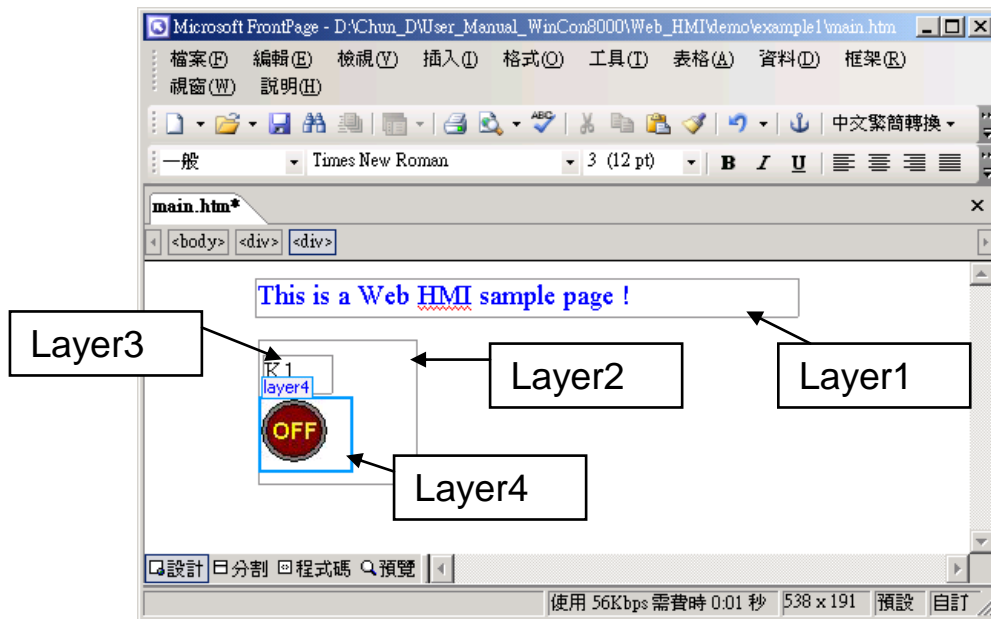 Microsoft FrontPage - D:\Chun_D\User_Manual_WinCon8000\Web_HMI\demo\example1\main.htm
檔案(F) 編輯(E) 檢視(V) 插入(I) 格式(O) 工具(T) 表格(A) 資料(D) 框架(R)
視窗(W) 說明(H)
ABC 中文繁簡轉換
一般 Times New Roman 3 (12 pt) B I U
main.htm*
<body> <div> <div>
This is a Web HMI sample page !
Layer3
Layer2
Layer1
K1
layer4
OFF
Layer4
設計 分割 程式碼 預覽
使用 56Kbps 需費時 0:01 秒 538 x 191 預設 自訂